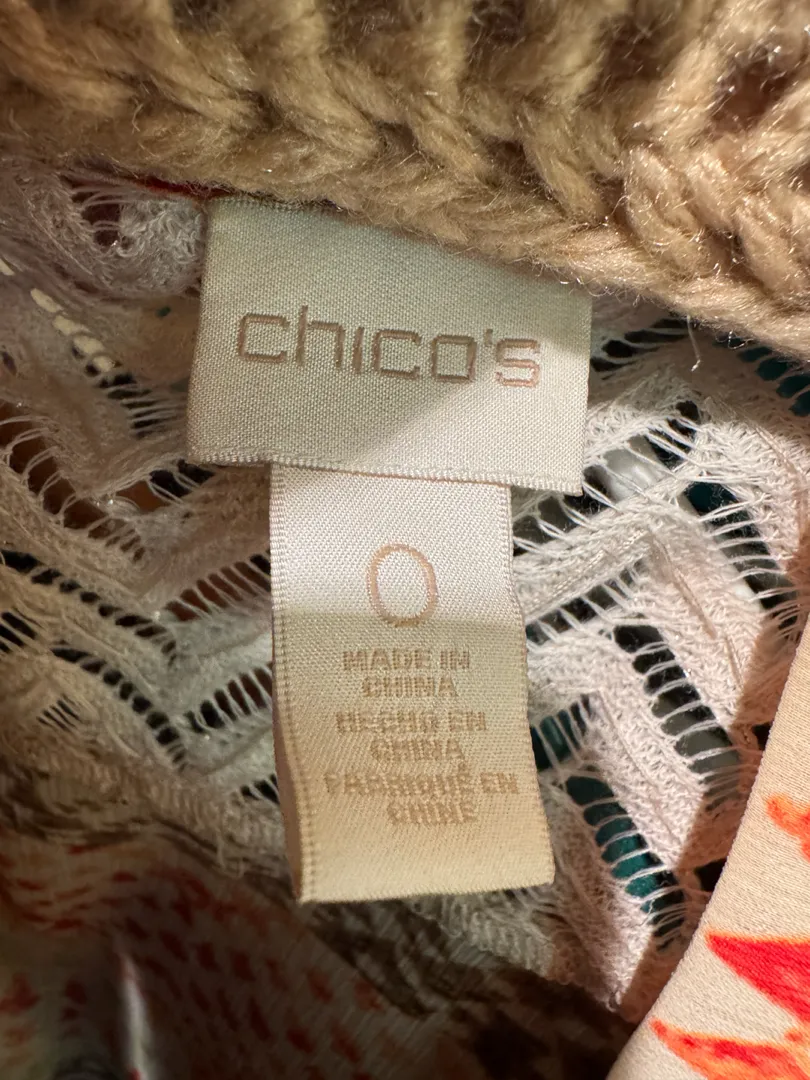 chico's
0
MADE IN
CHINA
HECHO EN
CHINA
FABRIQUÉ EN
CHINE